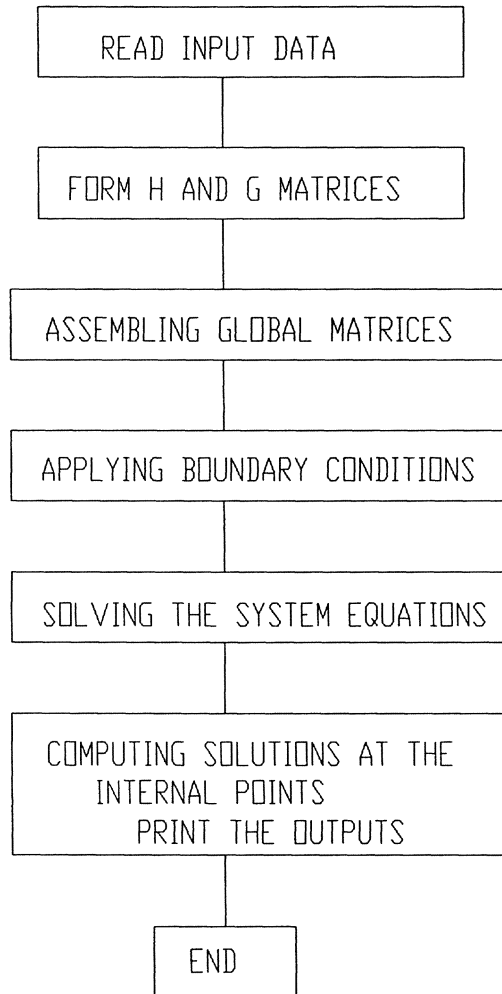 READ INPUT DATA
FORM H AND G MATRICES
ASSEMBLING GLOBAL MATRICES
APPLYING BOUNDARY CONDITIONS
SOLVING THE SYSTEM EQUATIONS
COMPUTING SOLUTIONS AT THE
INTERNAL POINTS
PRINT THE OUTPUTS
END